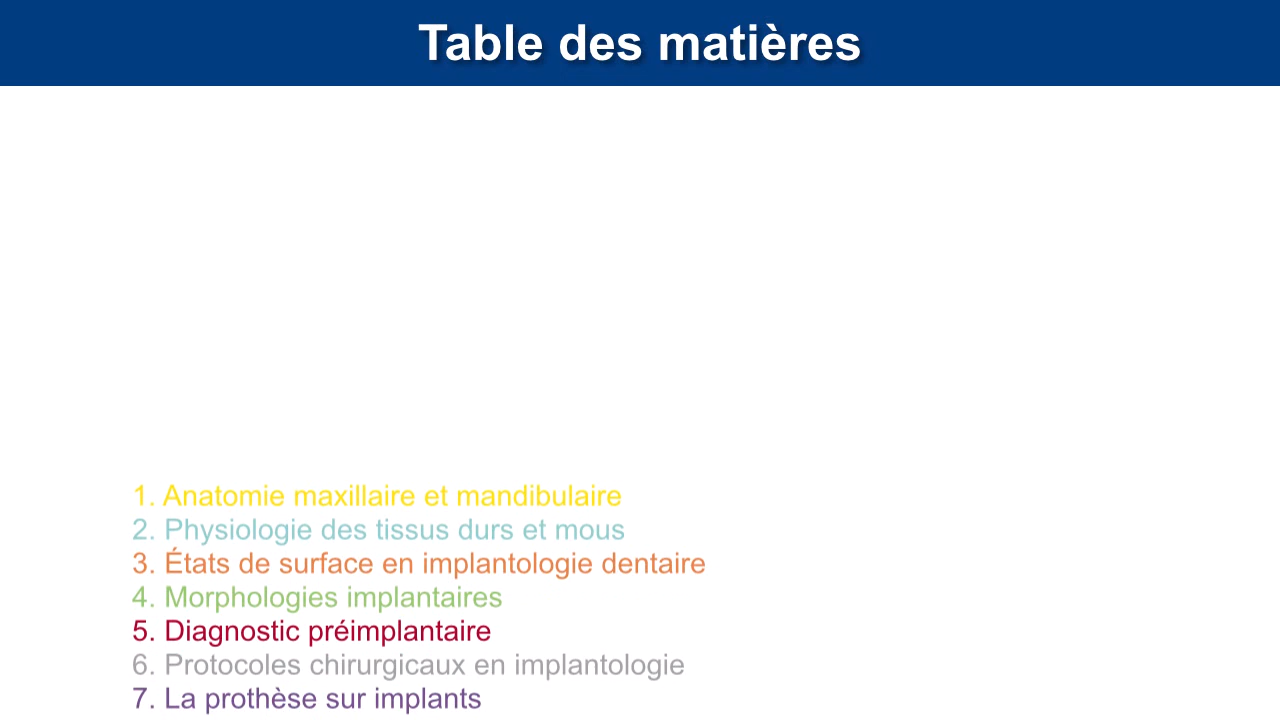 Table des matières
1. Anatomie maxillaire et mandibulaire
2. Physiologie des tissus durs et mous
3. États de surface en implantologie dentaire
4. Morphologies implantaires
5. Diagnostic préimplantaire
6. Protocoles chirurgicaux en implantologie
7. La prothèse sur implants